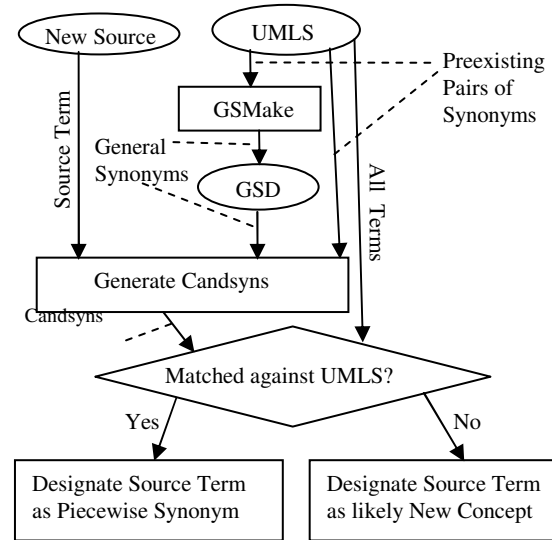 New Source
UMLS
Preexisting
Pairs of
Synonyms
GSMake
Source Term
General
Synonyms
GSD
All Terms
Generate Candsyns
Candsyns
Matched against UMLS?
Yes
No
Designate Source Term
as Piecewise Synonym
Designate Source Term
as likely New Concept